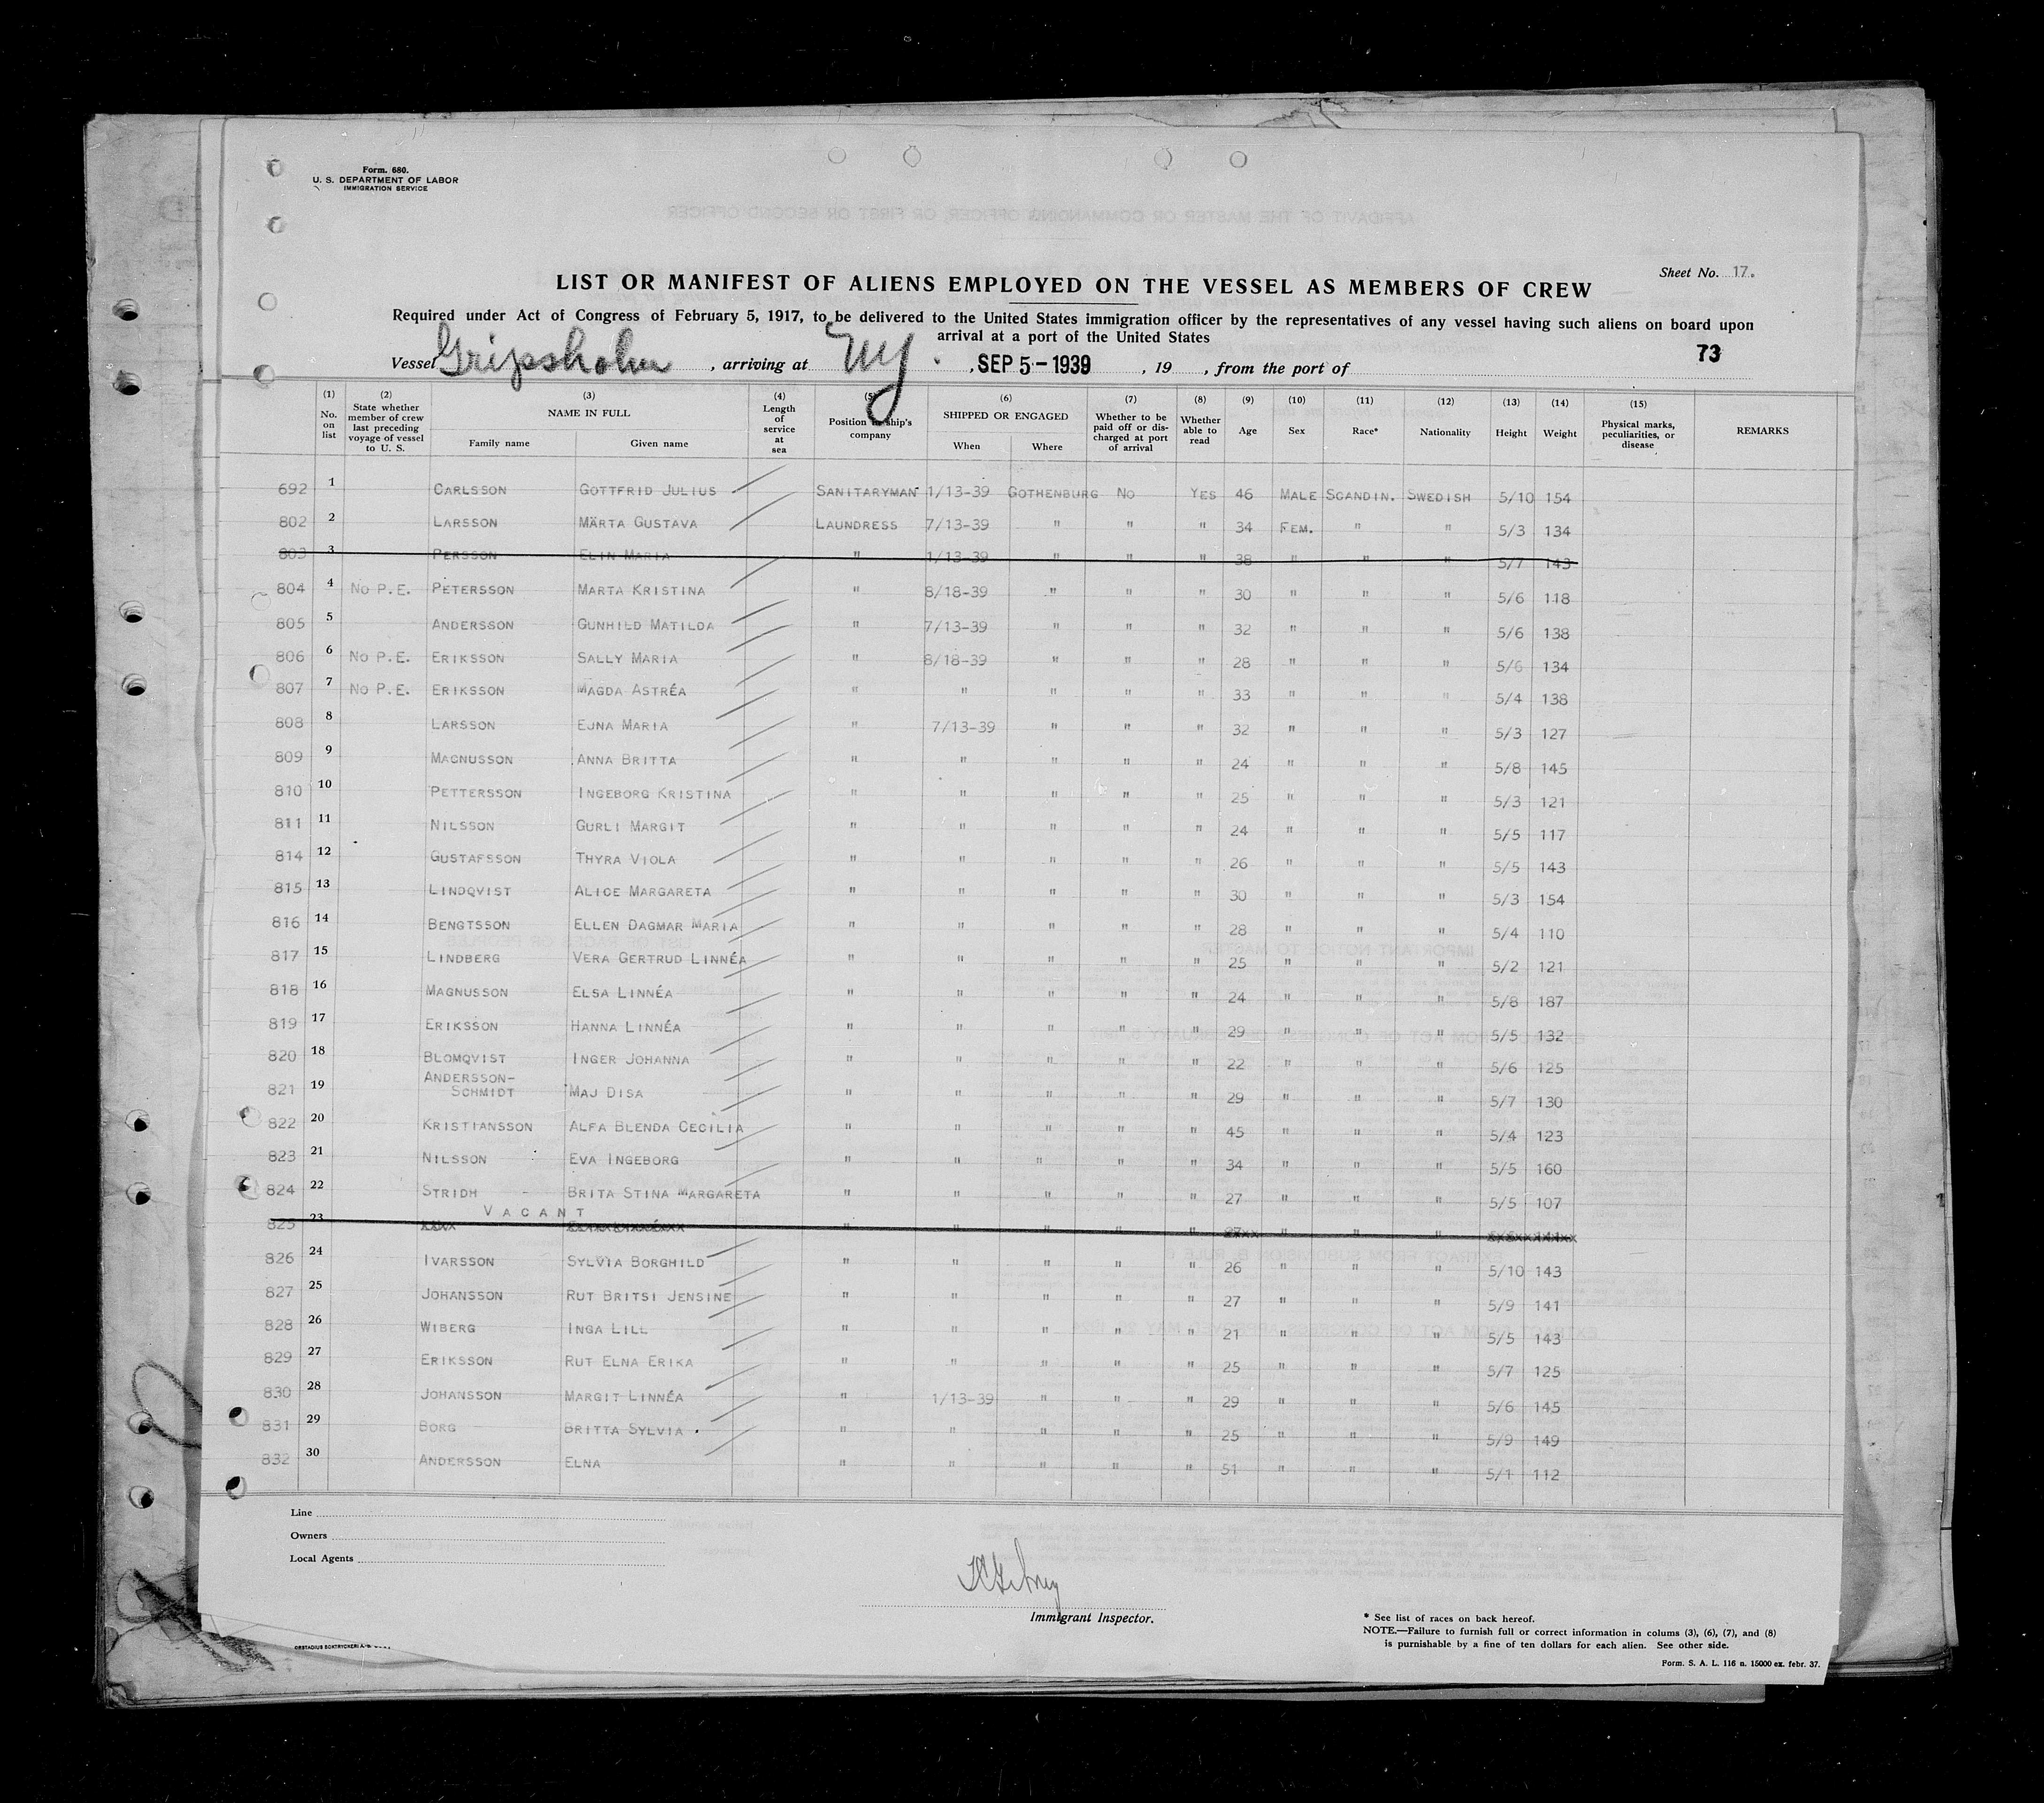 Form. 680.
U. S. DEPARTMENT OF LABOR
IMMIGRATION SERVICE
Sheet No. 17.
LIST OR MANIFEST OF ALIENS EMPLOYED ON THE VESSEL AS MEMBERS OF CREW
Required under Act of Congress of February 5, 1917, to be delivered to the United States immigration officer by the representatives of any vessel having such aliens on board upon
arrival at a port of the United States
73
Vessel Gripsholm, arriving at NY., SEP 5-1939, 19 , from the port of
(1) No. on list (2) State whether member of crew last preceding voyage of vessel to U. S. (3) NAME IN FULL Family name Given name (4) Length of service at sea (5) Position in ship's company (6) SHIPPED OR ENGAGED When Where (7) Whether to be paid off or discharged at port of arrival (8) Whether able to read (9) Age (10) Sex (11) Race* (12) Nationality (13) Height (14) Weight (15) Physical marks, peculiarities, or disease REMARKS
692 1 CARLSSON GOTTFRID JULIUS SANITARYMAN 1/13-39 GOTHENBURG NO YES 46 MALE SCANDIN. SWEDISH 5/10 154
802 2 LARSSON MÄRTA GUSTAVA LAUNDRESS 7/13-39 " " " 34 FEM. " " 5/3 134
803 3 PERSSON ELIN MARIA " 1/13-39 " " " 38 " " " 5/7 143
804 4 NO P.E. PETERSSON MARTA KRISTINA " 8/18-39 " " " 30 " " " 5/6 118
805 5 ANDERSSON GUNHILD MATILDA " 7/13-39 " " " 32 " " " 5/6 138
806 6 NO P.E. ERIKSSON SALLY MARIA " 8/18-39 " " " 28 " " " 5/6 134
807 7 NO P.E. ERIKSSON MAGDA ASTRÉA " " " " " 33 " " " 5/4 138
808 8 LARSSON EDNA MARIA " 7/13-39 " " " 32 " " " 5/3 127
809 9 MAGNUSSON ANNA BRITTA " " " " " 24 " " " 5/8 145
810 10 PETTERSSON INGEBORG KRISTINA " " " " " 25 " " " 5/3 121
811 11 NILSSON GURLI MARGIT " " " " " 24 " " " 5/5 117
814 12 GUSTAFSSON THYRA VIOLA " " " " " 26 " " " 5/5 143
815 13 LINDQVIST ALICE MARGARETA " " " " " 30 " " " 5/3 154
816 14 BENGTSSON ELLEN DAGMAR MARIA " " " " " 28 " " " 5/4 110
817 15 LINDBERG VERA GERTRUD LINNÉA " " " " " 25 " " " 5/2 121
818 16 MAGNUSSON ELSA LINNÉA " " " " " 24 " " " 5/8 187
819 17 ERIKSSON HANNA LINNÉA " " " " " 29 " " " 5/5 132
820 18 BLOMQVIST INGER JOHANNA " " " " " 22 " " " 5/6 125
821 19 ANDERSSON-SCHMIDT MAJ DISA " " " " " 29 " " " 5/7 130
822 20 KRISTIANSSON ALFA BLENDA CECILIA " " " " " 45 " " " 5/4 123
823 21 NILSSON EVA INGEBORG " " " " " 34 " " " 5/5 160
824 22 STRIDH BRITA STINA MARGARETA " " " " " 27 " " " 5/5 107
825 23 VACANT " " " " " " " "
826 24 IVARSSON SYLVIA BORGHILD " " " " " 26 " " " 5/10 143
827 25 JOHANSSON RUT BRITSI JENSINE " " " " " 27 " " " 5/9 141
828 26 WIBERG INGA LILL " " " " " 21 " " " 5/5 143
829 27 ERIKSSON RUT ELNA ERIKA " " " " " 25 " " " 5/7 125
830 28 JOHANSSON MARGIT LINNÉA " 1/13-39 " " " 29 " " " 5/6 145
831 29 BORG BRITTA SYLVIA " " " " " 25 " " " 5/9 149
832 30 ANDERSSON ELNA " " " " " 51 " " " 5/1 112
Line
Owners
Local Agents
Immigrant Inspector.
* See list of races on back hereof.
NOTE.—Failure to furnish full or correct information in colums (3), (6), (7), and (8)
is punishable by a fine of ten dollars for each alien. See other side.
Form. S. A. L. 116 n. 15000 ex. febr. 37.